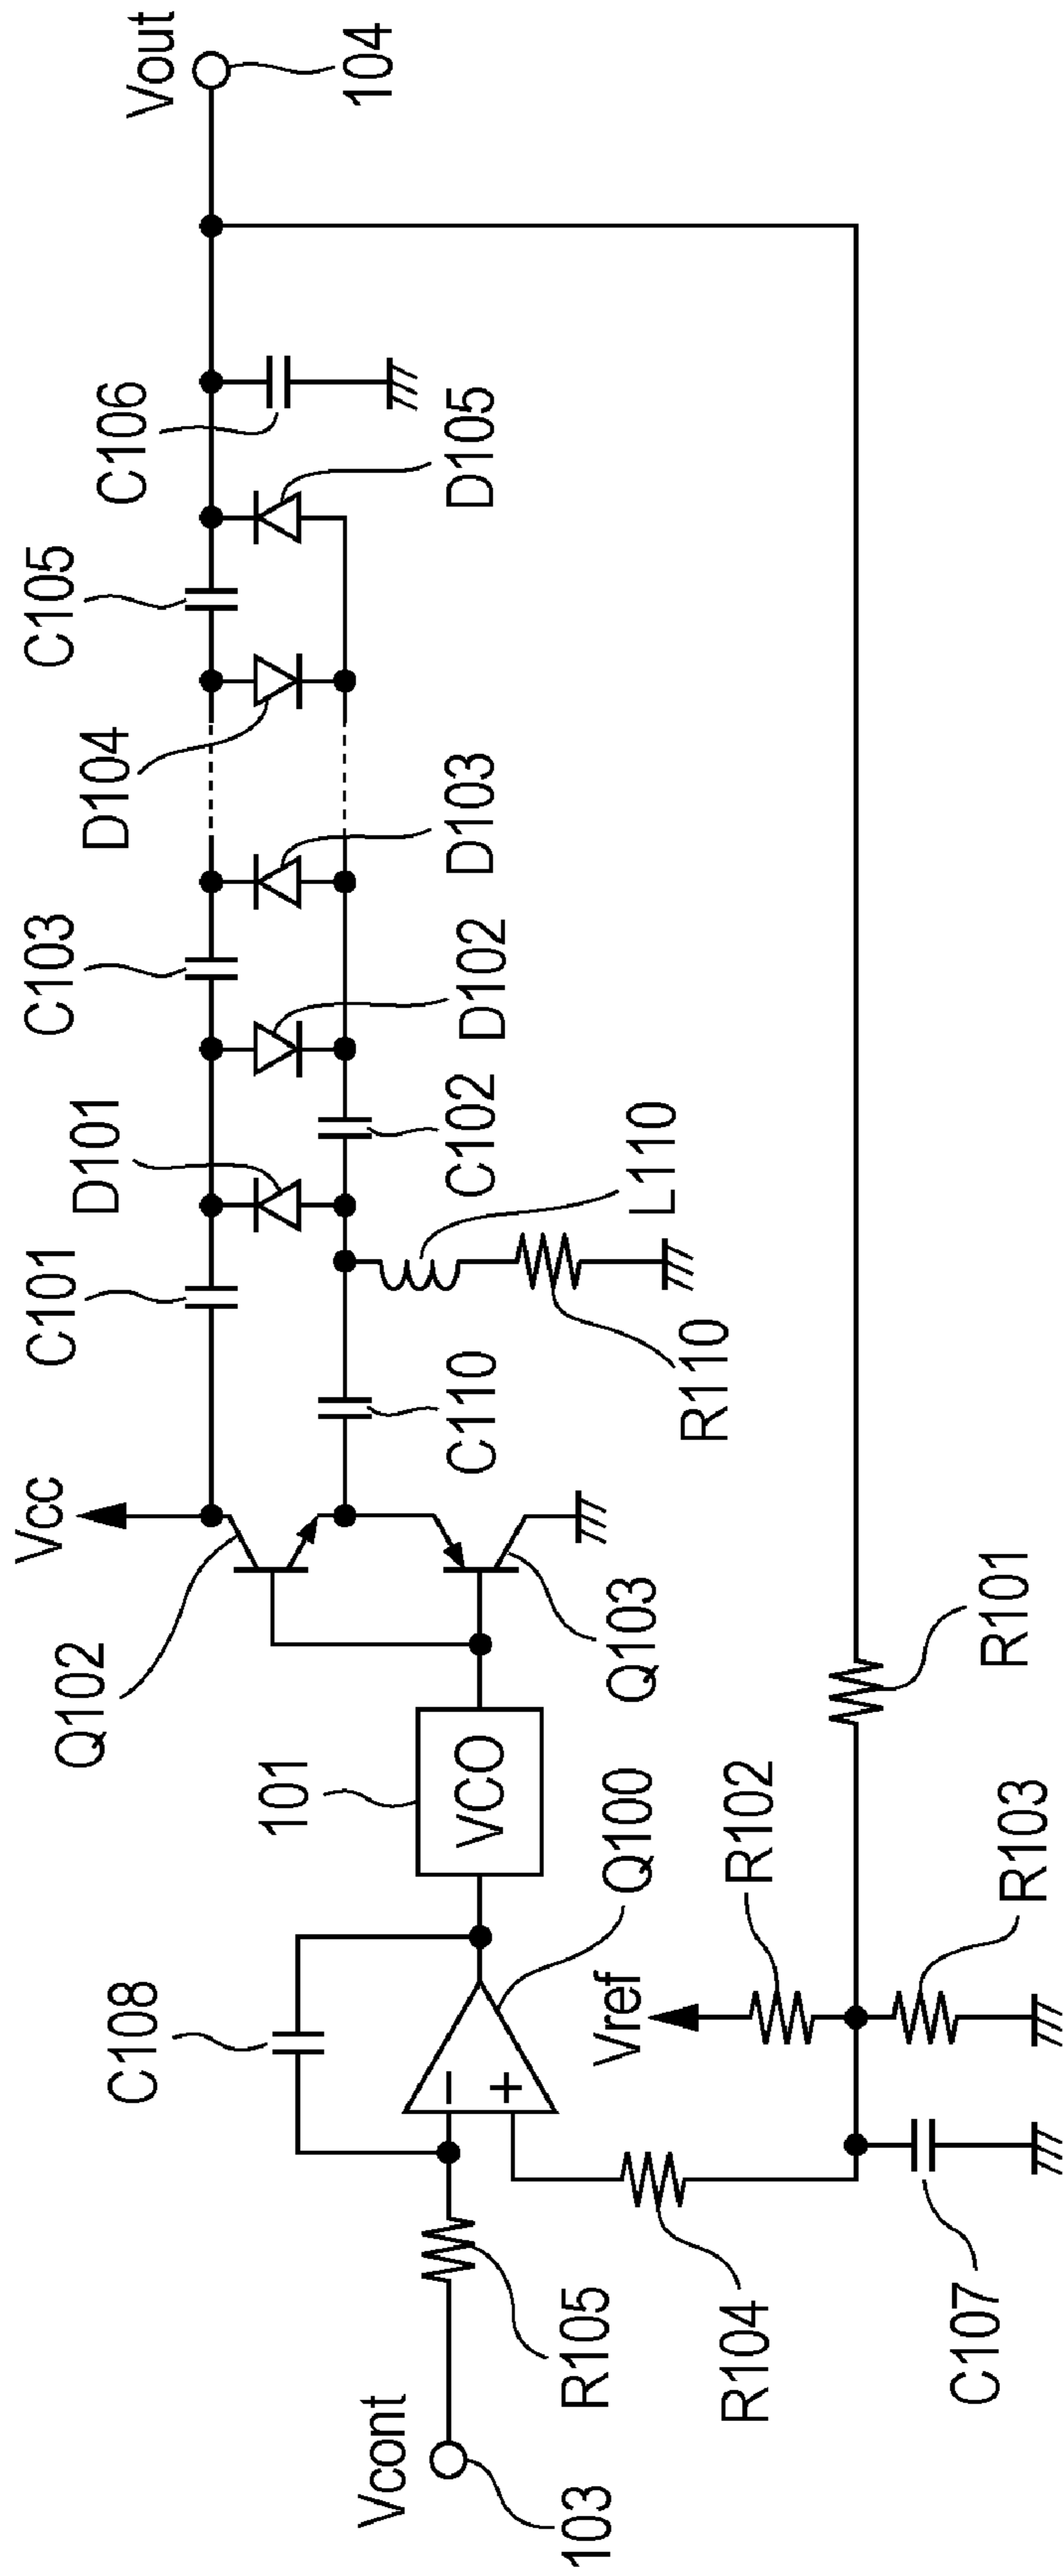 Vout
104
C106
D105
C105
D104
D103
C103
D102
D101
C102
L110
C101
R110
C110
Vcc
Q102
Q103
R101
101
VCO
Q100
R102
R103
C108
Vref
−
+
R105
R104
C107
Vcont
103